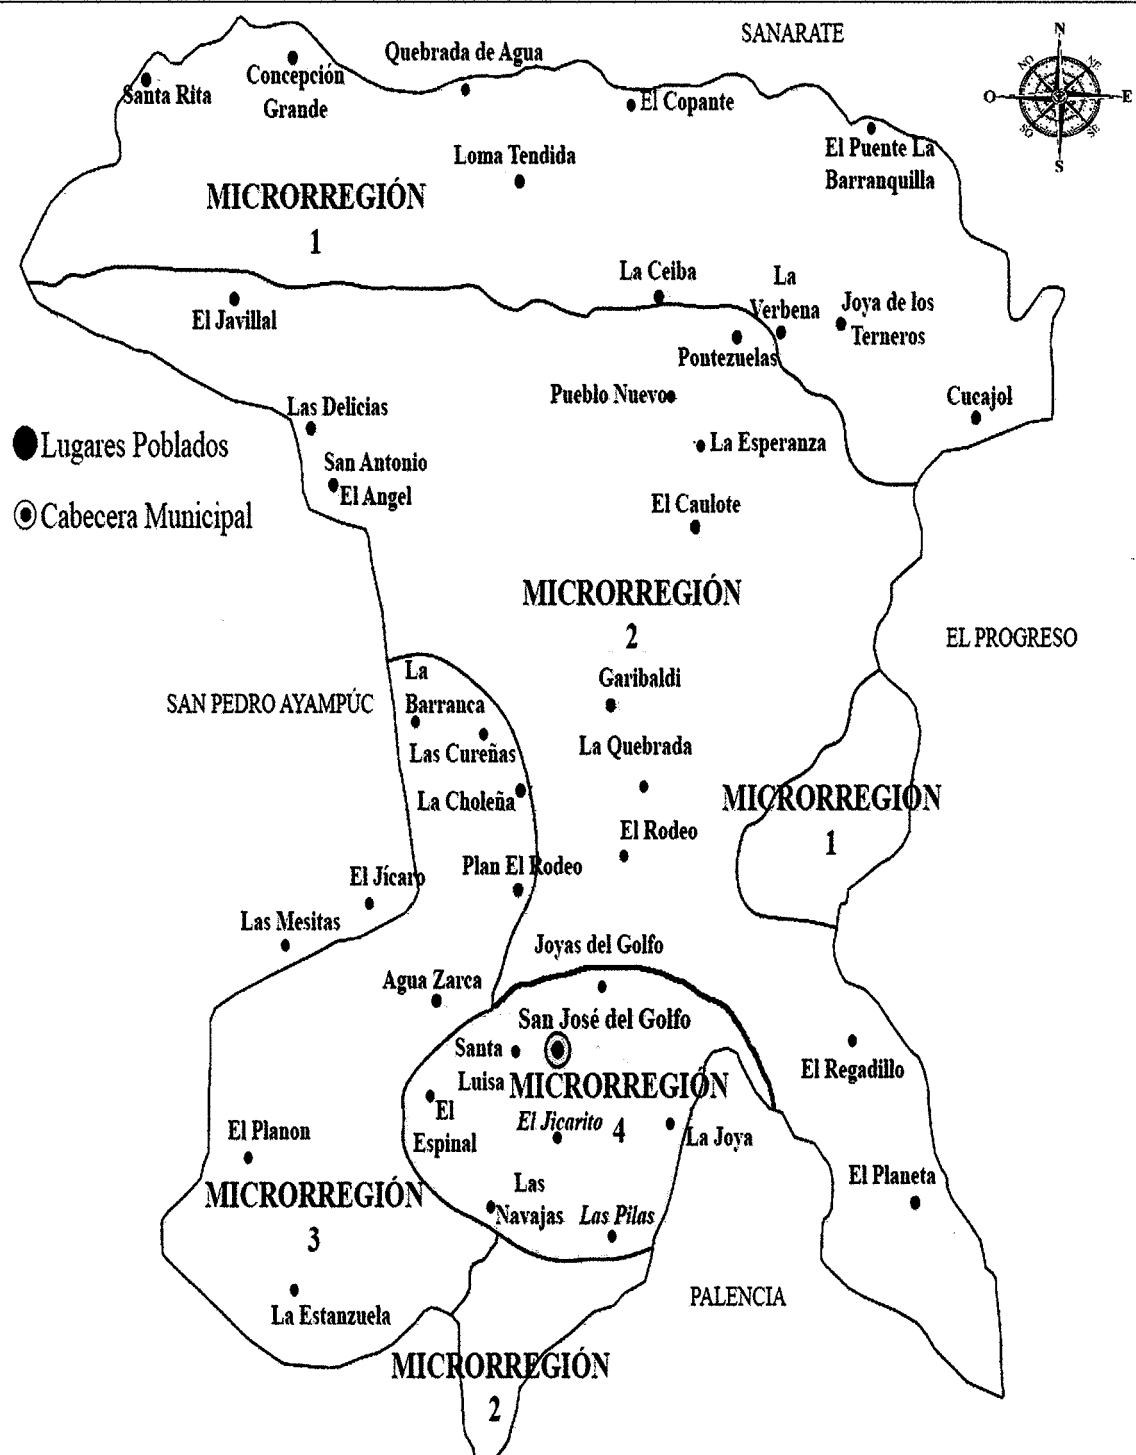 SANARATE
N
NO
NE
O
E
SO
SE
S
Quebrada de Agua
Santa Rita
Concepción
Grande
El Copante
El Puente La
Barranquilla
Loma Tendida
MICRORREGIÓN
1
La Ceiba
La
Verbena
Joya de los
Terneros
El Javillal
Pontezuelas
Pueblo Nuevo
Cucajol
Las Delicias
Lugares Poblados
La Esperanza
San Antonio
El Angel
Cabecera Municipal
El Caulote
MICRORREGIÓN
2
EL PROGRESO
SAN PEDRO AYAMPÚC
La
Barranca
Garibaldi
Las Cureñas
La Quebrada
La Choleña
MICRORREGIÓN
1
El Rodeo
Plan El Rodeo
El Jícaro
Las Mesitas
Joyas del Golfo
Agua Zarca
San José del Golfo
Santa
Luisa
MICRORREGIÓN
4
El Regadillo
El
Espinal
El Jicarito
La Joya
El Planon
MICRORREGIÓN
3
Las
Navajas
Las Pilas
El Planeta
La Estanzuela
PALENCIA
MICRORREGIÓN
2